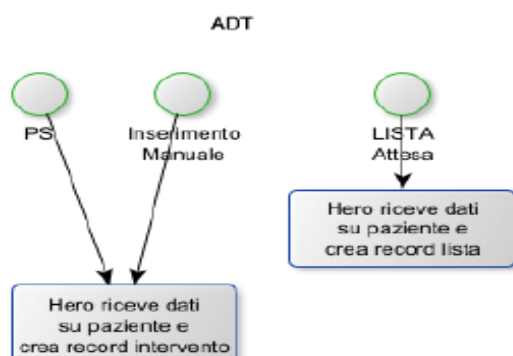 ADT
PS
Inserimento
Manuale
LISTA
Attesa
Hero riceve dati
su paziente e
crea record lista
Hero riceve dati
su paziente e
crea record intervento